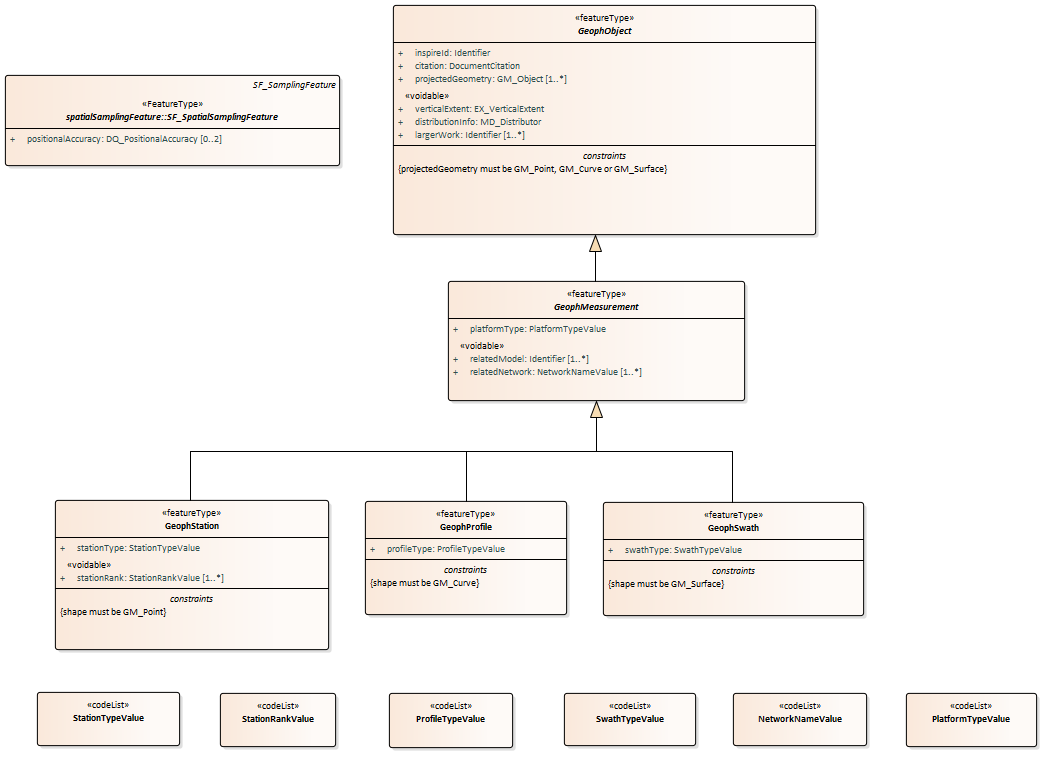 «featureType»
GeophObject
+ inspireId: Identifier
+ citation: DocumentCitation
+ projectedGeometry: GM_Object [1..*]
«voidable»
+ verticalExtent: EX_VerticalExtent
+ distributionInfo: MD_Distributor
+ largerWork: Identifier [1..*]
constraints
{projectedGeometry must be GM_Point, GM_Curve or GM_Surface}
SF_SamplingFeature
«FeatureType»
spatialSamplingFeature::SF_SpatialSamplingFeature
+ positionalAccuracy: DQ_PositionalAccuracy [0..2]
«featureType»
GeophMeasurement
+ platformType: PlatformTypeValue
«voidable»
+ relatedModel: Identifier [1..*]
+ relatedNetwork: NetworkNameValue [1..*]
«featureType»
GeophStation
+ stationType: StationTypeValue
«voidable»
+ stationRank: StationRankValue [1..*]
constraints
{shape must be GM_Point}
«featureType»
GeophProfile
+ profileType: ProfileTypeValue
constraints
{shape must be GM_Curve}
«featureType»
GeophSwath
+ swathType: SwathTypeValue
constraints
{shape must be GM_Surface}
«codeList»
StationTypeValue
«codeList»
StationRankValue
«codeList»
ProfileTypeValue
«codeList»
SwathTypeValue
«codeList»
NetworkNameValue
«codeList»
PlatformTypeValue